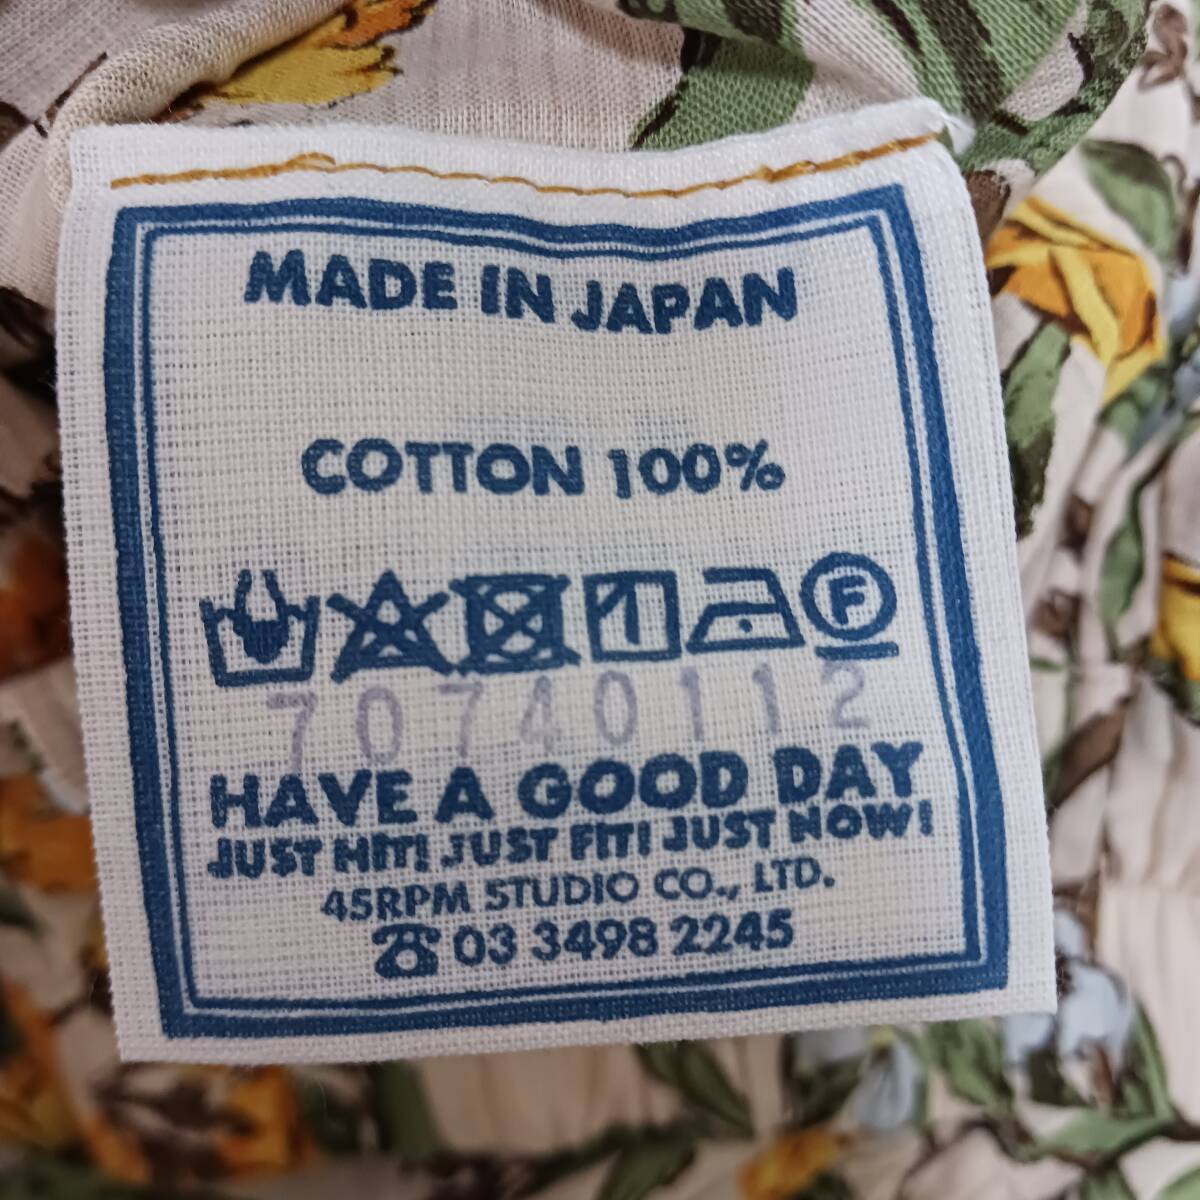 MADE IN JAPAN
COTTON 100%
F
70740112
HAVE A GOOD DAY
JUST HIT! JUST FIT! JUST NOW!
45RPM STUDIO CO., LTD.
☎ 03 3498 2245